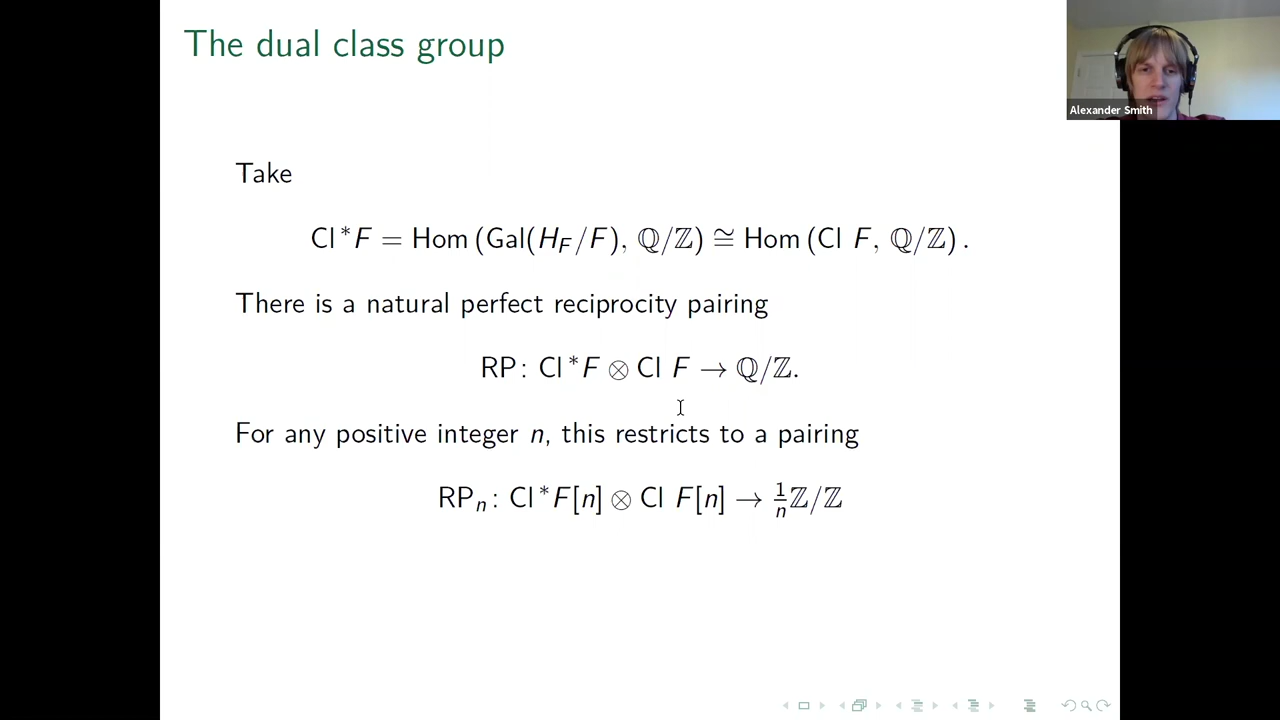 The dual class group
Alexander Smith
Take
Cl*F = Hom (Gal(H_F/F), ℚ/ℤ) ≅ Hom (Cl F, ℚ/ℤ).
There is a natural perfect reciprocity pairing
RP: Cl*F ⊗ Cl F → ℚ/ℤ.
For any positive integer n, this restricts to a pairing
RP_n: Cl*F[n] ⊗ Cl F[n] → 1/n ℤ/ℤ